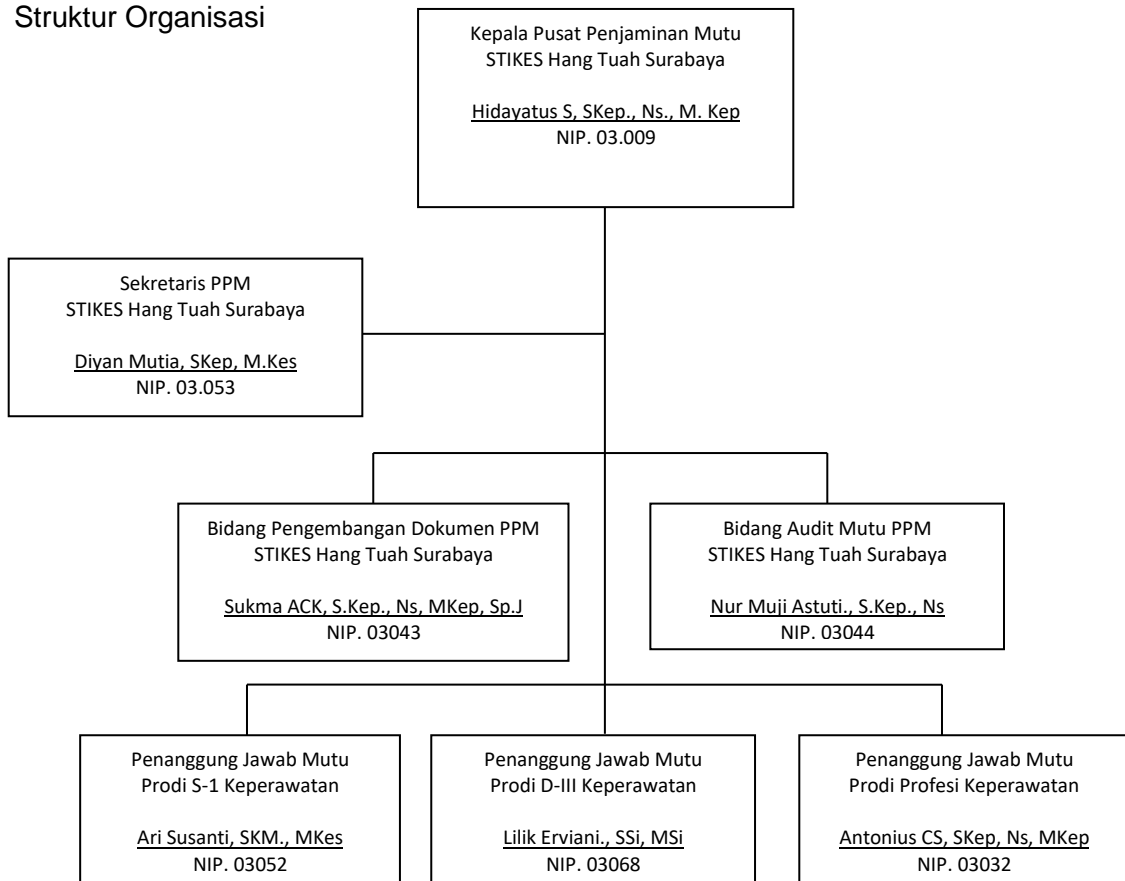 Struktur Organisasi
Kepala Pusat Penjaminan Mutu
STIKES Hang Tuah Surabaya
Hidayatus S, SKep., Ns., M. Kep
NIP. 03.009
Sekretaris PPM
STIKES Hang Tuah Surabaya
Diyan Mutia, SKep, M.Kes
NIP. 03.053
Bidang Pengembangan Dokumen PPM
STIKES Hang Tuah Surabaya
Sukma ACK, S.Kep., Ns, MKep, Sp.J
NIP. 03043
Bidang Audit Mutu PPM
STIKES Hang Tuah Surabaya
Nur Muji Astuti., S.Kep., Ns
NIP. 03044
Penanggung Jawab Mutu
Prodi S-1 Keperawatan
Ari Susanti, SKM., MKes
NIP. 03052
Penanggung Jawab Mutu
Prodi D-III Keperawatan
Lilik Erviani., SSi, MSi
NIP. 03068
Penanggung Jawab Mutu
Prodi Profesi Keperawatan
Antonius CS, SKep, Ns, MKep
NIP. 03032